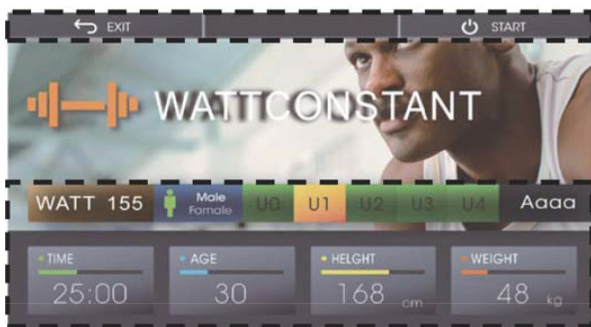 EXIT START
WATTCONSTANT
WATT 155 Male Famale U0 U1 U2 U3 U4 Aaaa
TIME AGE HELGHT WEIGHT
25:00 30 168 cm 48 kg